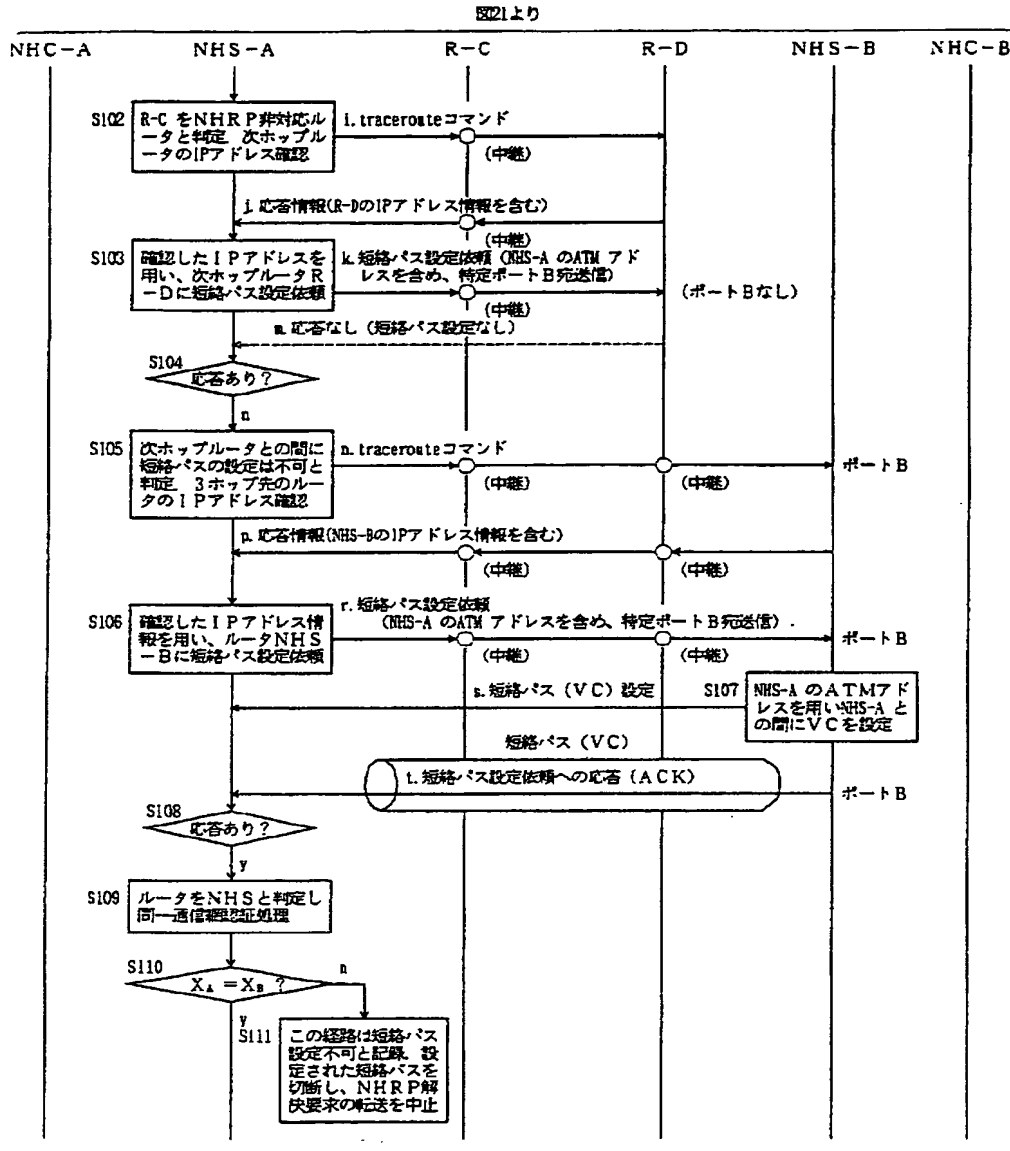 図21より
NHC-A NHS-A R-C R-D NHS-B NHC-B
S102
R-C をNHRP非対応ル
ータと判定 次ホップル
ータのIPアドレス確認
i. tracerouteコマンド
(中継)
j. 応答情報(R-DのIPアドレス情報を含む)
(中継)
S103
確認したIPアドレスを
用い、次ホップルータR
-Dに短絡パス設定依頼
k. 短絡パス設定依頼 (NHS-A のATM アド
レスを含め、特定ポートB宛送信)
(中継)
(ポートBなし)
m. 応答なし (短絡パス設定なし)
S104
応答あり?
n
S105
次ホップルータとの間に
短絡パスの設定は不可と
判定 3ホップ先のルー
タのIPアドレス確認
n. tracerouteコマンド
(中継) (中継)
ポートB
p. 応答情報(NHS-BのIPアドレス情報を含む)
(中継) (中継)
S106
確認したIPアドレス情
報を用い、ルータNHS
-Bに短絡パス設定依頼
r. 短絡パス設定依頼
(NHS-A のATM アドレスを含め、特定ポートB宛送信)
(中継) (中継)
ポートB
s. 短絡パス (VC) 設定
S107
NHS-A のATMアド
レスを用いNHS-A と
の間にVCを設定
短絡パス (VC)
t. 短絡パス設定依頼への応答 (ACK)
ポートB
S108
応答あり?
y
S109
ルータをNHSと判定し
同一通信網認証処理
S110
XA =XB ?
n
y
S111
この経路は短絡パス
設定不可と記録、設
定された短絡パスを
切断し、NHRP解
決要求の転送を中止